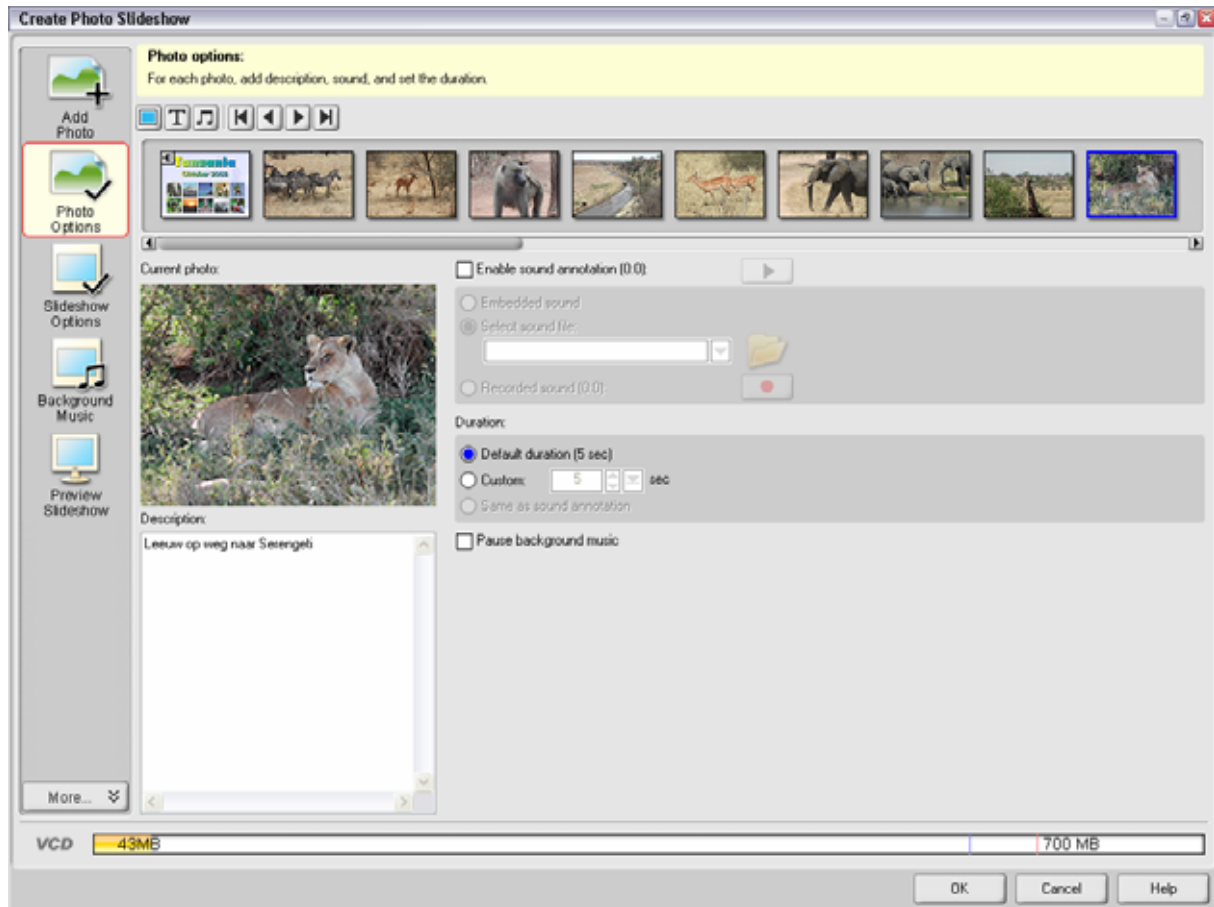 Create Photo Slideshow
Photo options:
For each photo, add description, sound, and set the duration.
Add
Photo
Photo
Options
Slideshow
Options
Background
Music
Preview
Slideshow
More...
T
Tanzania
Oktober 2003
Current photo:
Description:
Leeuw op weg naar Serengeti
Enable sound annotation (0:0):
Embedded sound
Select sound file:
Recorded sound (0:0):
Duration:
Default duration (5 sec)
Custom: 5 sec
Same as sound annotation
Pause background music
VCD 43MB 700 MB
OK Cancel Help